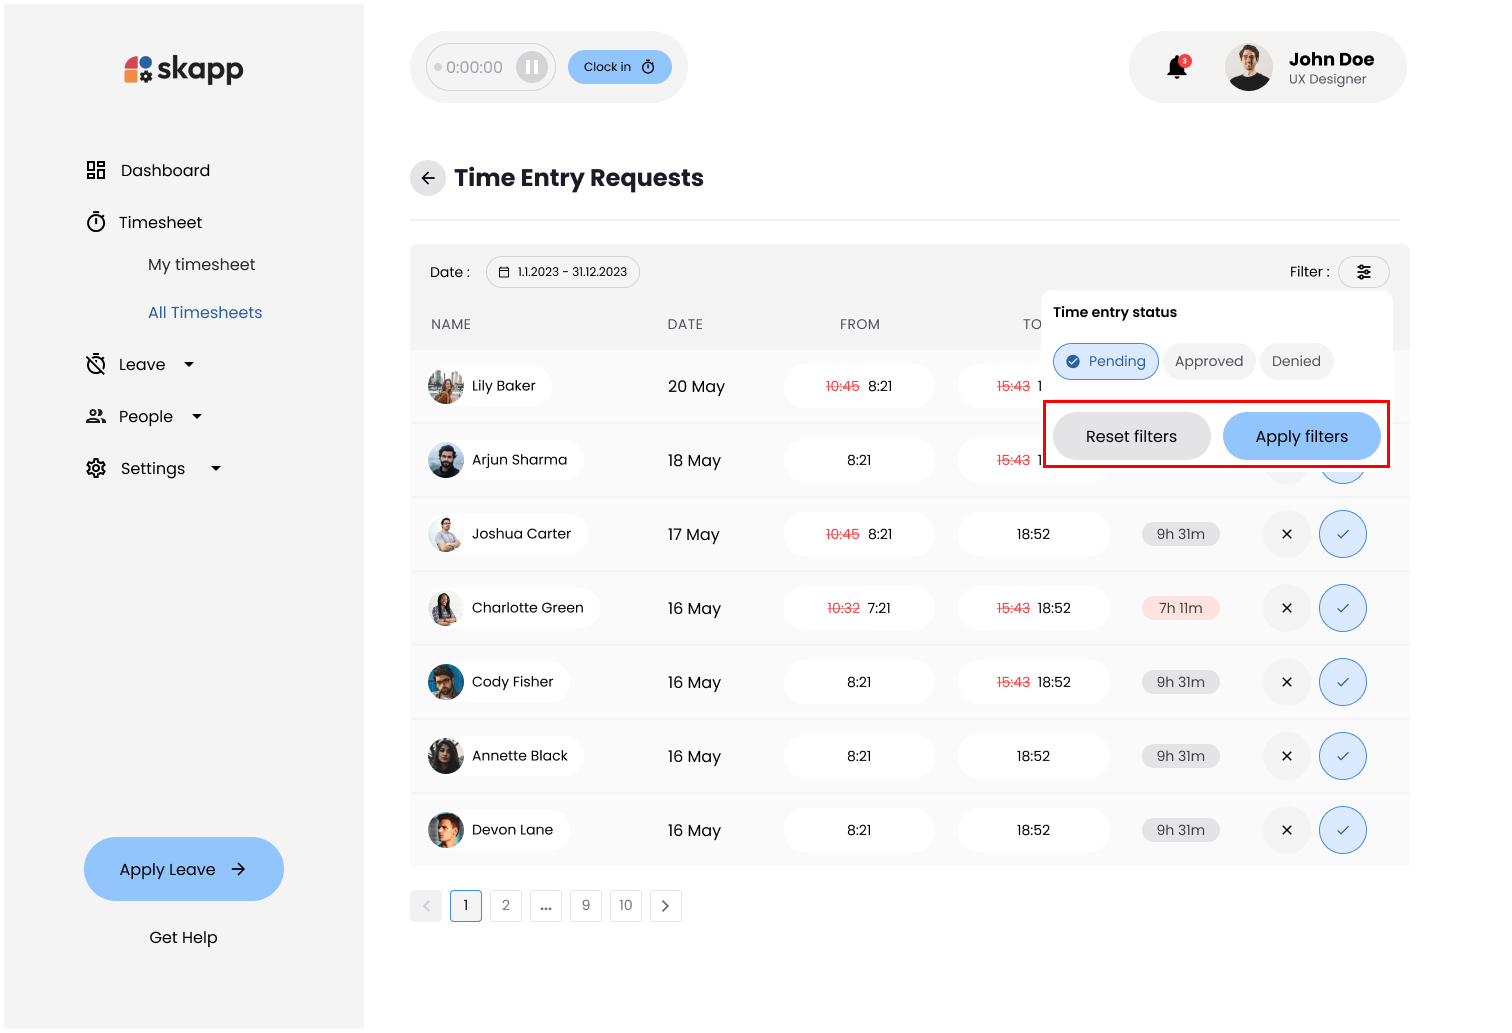 skapp
Dashboard
Timesheet
My timesheet
All Timesheets
Leave
People
Settings
Apply Leave
Get Help
0:00:00
Clock in
3
John Doe
UX Designer
Time Entry Requests
Date :
1.1.2023 - 31.12.2023
Filter :
NAME DATE FROM TO
Time entry status
Pending Approved Denied
Reset filters Apply filters
Lily Baker 20 May 10:45 8:21 15:43 1
Arjun Sharma 18 May 8:21 15:43 1
Joshua Carter 17 May 10:45 8:21 18:52 9h 31m
Charlotte Green 16 May 10:32 7:21 15:43 18:52 7h 11m
Cody Fisher 16 May 8:21 15:43 18:52 9h 31m
Annette Black 16 May 8:21 18:52 9h 31m
Devon Lane 16 May 8:21 18:52 9h 31m
1 2 ... 9 10